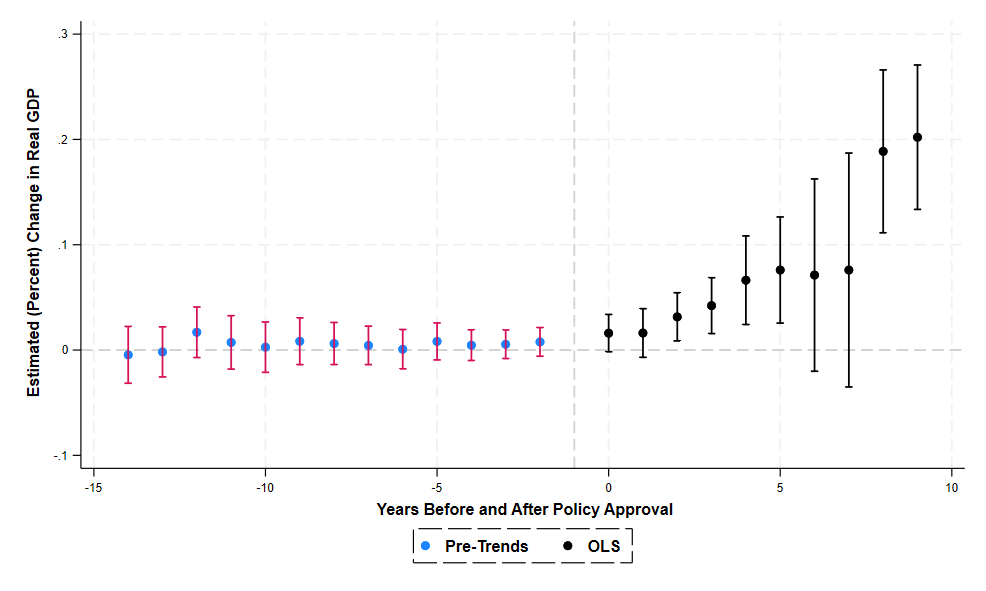 Estimated (Percent) Change in Real GDP
.3
.2
.1
0
-.1
-15
-10
-5
0
5
10
Years Before and After Policy Approval
Pre-Trends
OLS